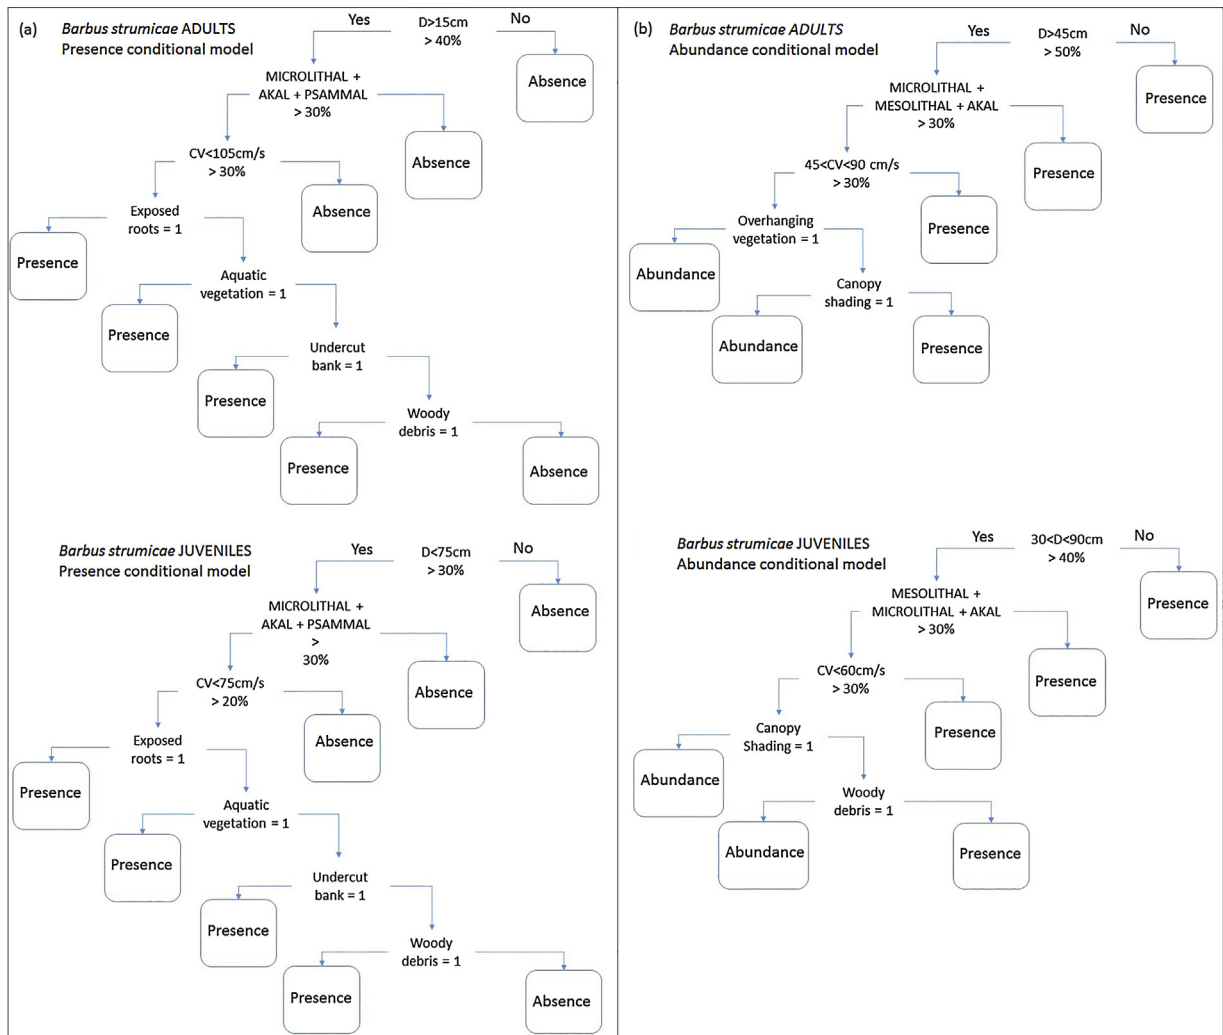 (a)
Barbus strumicae ADULTS
Presence conditional model
Yes
D>15cm
> 40%
No
Absence
MICROLITHAL +
AKAL + PSAMMAL
> 30%
Absence
CV<105cm/s
> 30%
Absence
Exposed
roots = 1
Presence
Aquatic
vegetation = 1
Presence
Undercut
bank = 1
Presence
Woody
debris = 1
Presence
Absence
Barbus strumicae JUVENILES
Presence conditional model
Yes
D<75cm
> 30%
No
Absence
MICROLITHAL +
AKAL + PSAMMAL
>
30%
Absence
CV<75cm/s
> 20%
Absence
Exposed
roots = 1
Presence
Aquatic
vegetation = 1
Presence
Undercut
bank = 1
Presence
Woody
debris = 1
Presence
Absence
(b)
Barbus strumicae ADULTS
Abundance conditional model
Yes
D>45cm
> 50%
No
Presence
MICROLITHAL +
MESOLITHAL + AKAL
> 30%
Presence
45<CV<90 cm/s
> 30%
Presence
Overhanging
vegetation = 1
Abundance
Canopy
shading = 1
Abundance
Presence
Barbus strumicae JUVENILES
Abundance conditional model
Yes
30<D<90cm
> 40%
No
Presence
MESOLITHAL +
MICROLITHAL + AKAL
> 30%
Presence
CV<60cm/s
> 30%
Presence
Canopy
Shading = 1
Abundance
Woody
debris = 1
Abundance
Presence